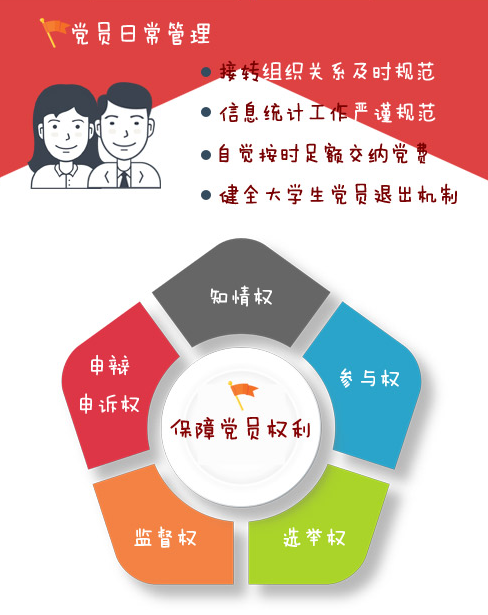 党员日常管理
接转组织关系及时规范
信息统计工作严谨规范
自觉按时足额交纳党费
健全大学生党员退出机制
知情权
申辩
申诉权
参与权
保障党员权利
监督权
选举权